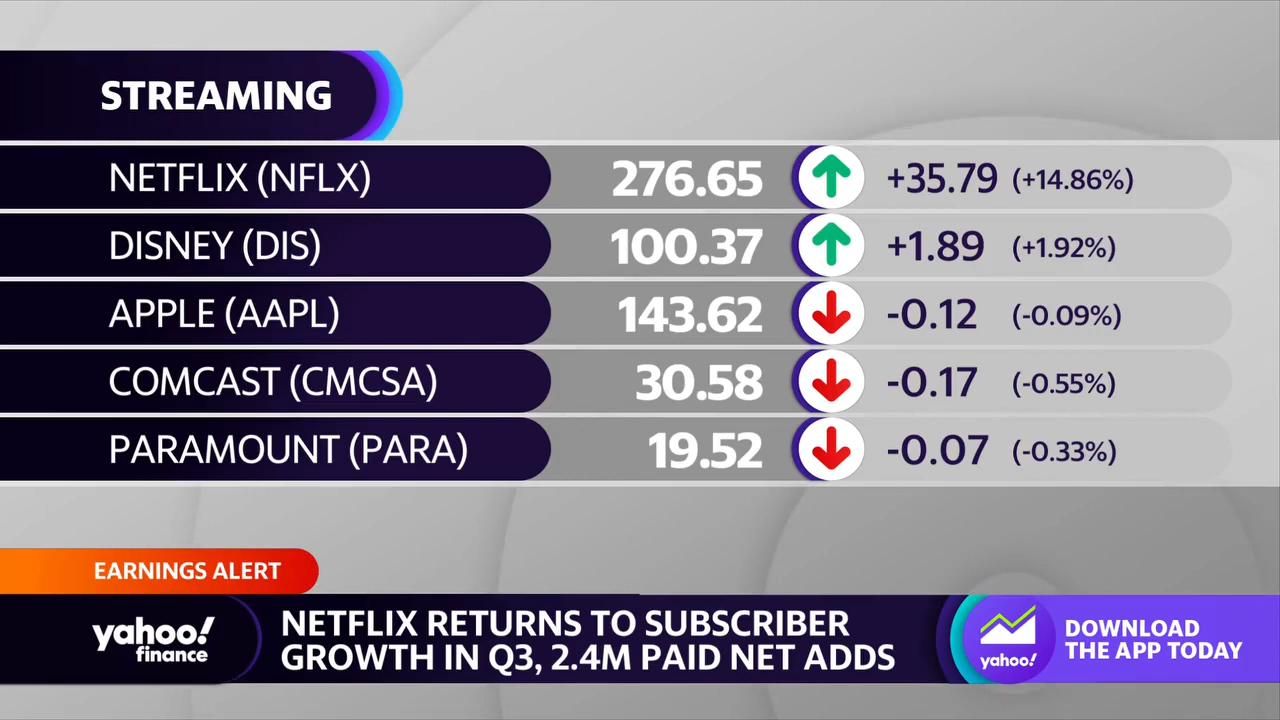 STREAMING
NETFLIX (NFLX) 276.65 +35.79 (+14.86%)
DISNEY (DIS) 100.37 +1.89 (+1.92%)
APPLE (AAPL) 143.62 -0.12 (-0.09%)
COMCAST (CMCSA) 30.58 -0.17 (-0.55%)
PARAMOUNT (PARA) 19.52 -0.07 (-0.33%)
EARNINGS ALERT
yahoo!
finance
NETFLIX RETURNS TO SUBSCRIBER
GROWTH IN Q3, 2.4M PAID NET ADDS
yahoo!
DOWNLOAD
THE APP TODAY